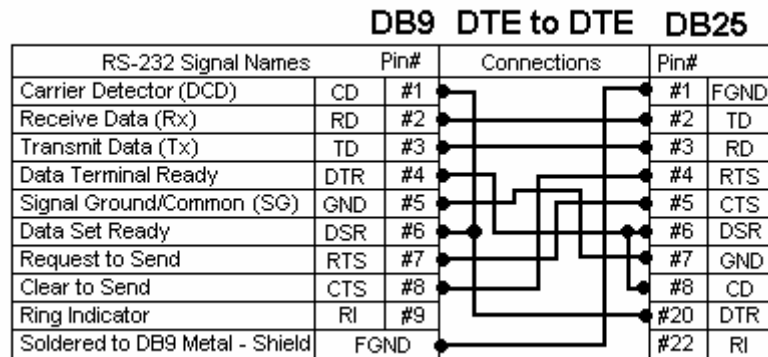 DB9 DTE to DTE DB25
RS-232 Signal Names Pin# Connections Pin#
Carrier Detector (DCD) CD #1 #1 FGND
Receive Data (Rx) RD #2 #2 TD
Transmit Data (Tx) TD #3 #3 RD
Data Terminal Ready DTR #4 #4 RTS
Signal Ground/Common (SG) GND #5 #5 CTS
Data Set Ready DSR #6 #6 DSR
Request to Send RTS #7 #7 GND
Clear to Send CTS #8 #8 CD
Ring Indicator RI #9 #20 DTR
Soldered to DB9 Metal - Shield FGND #22 RI